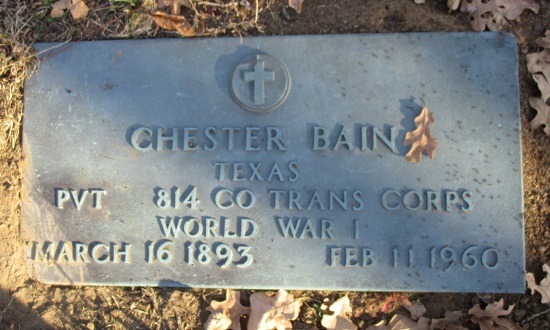 CHESTER BAIN
TEXAS
PVT 814 CO TRANS CORPS
WORLD WAR I
MARCH 16 1893 FEB 11 1960